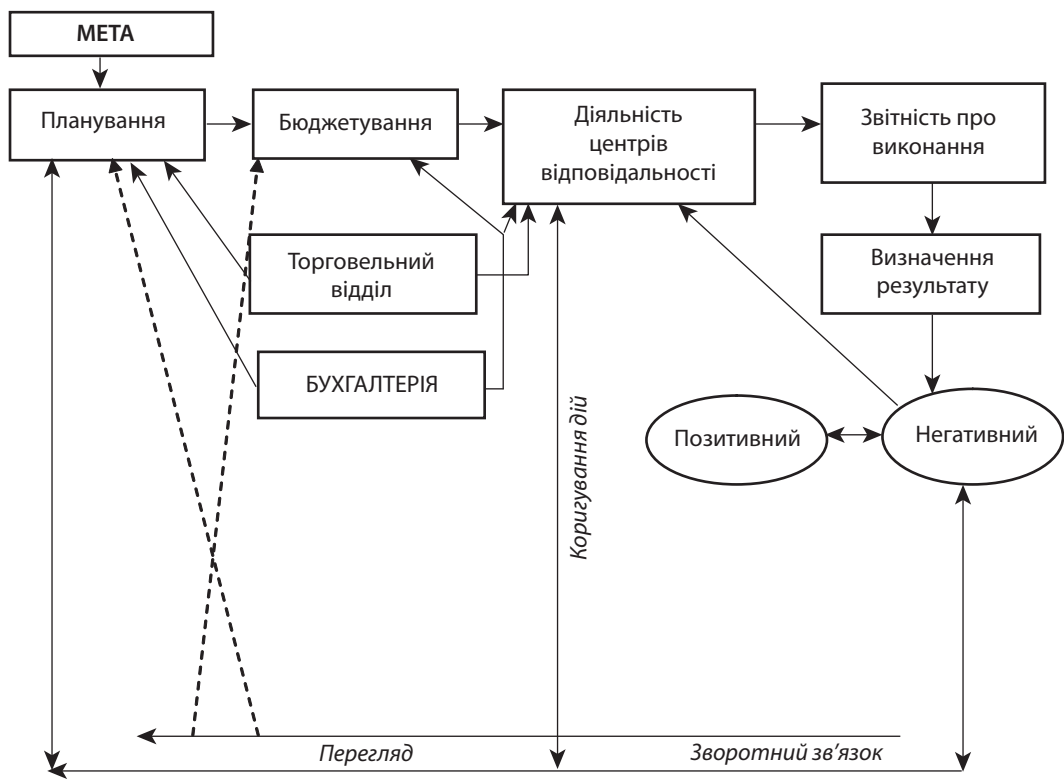 МЕТА
Планування
Бюджетування
Діяльність
центрів
відповідальності
Звітність про
виконання
Торговельний
відділ
Визначення
результату
БУХГАЛТЕРІЯ
Позитивний
Негативний
Коригування дій
Перегляд
Зворотний зв’язок